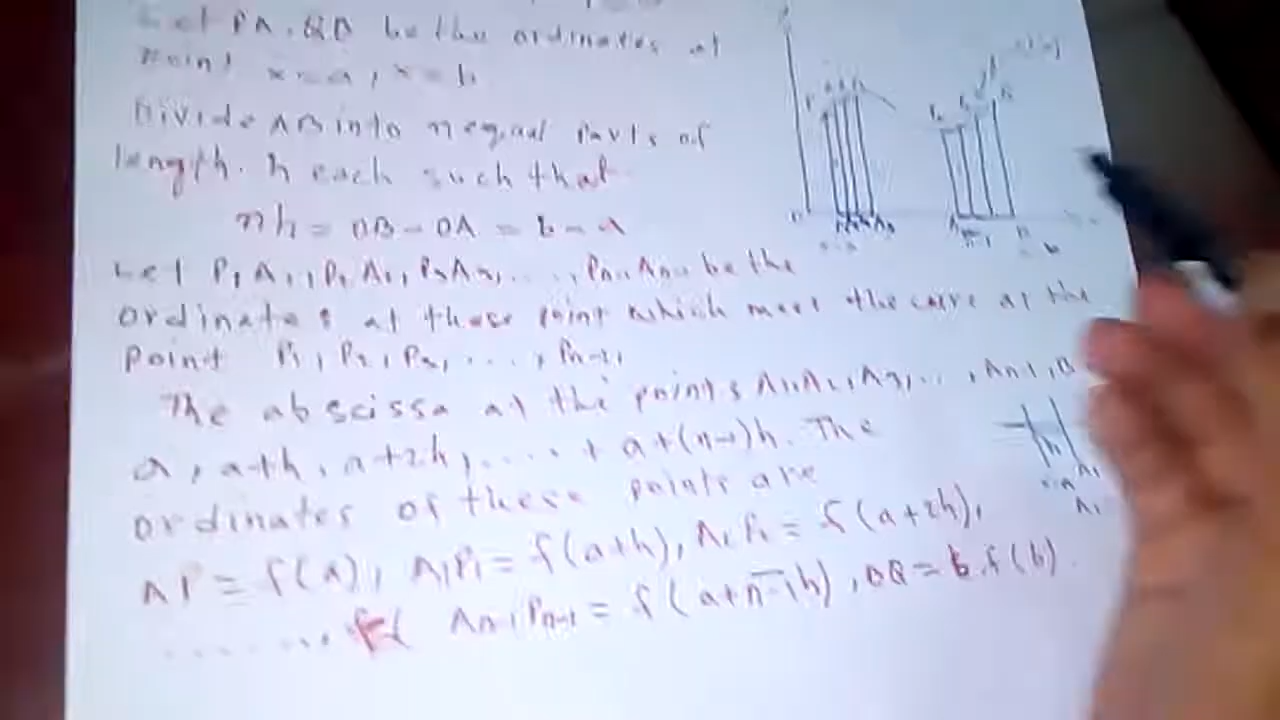 Let PA, QB be the ordinates at
Point x = a, x = b
Divide AB into n equal Parts of
length. h each such that
nh = OB - OA = b - a
Let P₁A₁, P₂A₂, P₃A₃, ..., Pn-1An-1 be the
ordinates at these point which meet the curve at the
point P₁, P₂, P₃, ..., Pn-1,
The abscissa at the points A₁, A₂, A₃, ..., An-1, B
a, a+h, a+2h, ..... + a+(n-1)h. The
ordinates of these points are
AP = f(a), A₁P₁ = f(a+h), A₂P₂ = f(a+2h),
....... f( An-1Pn-1 = f(a+n-1h), BQ = b.f(b).